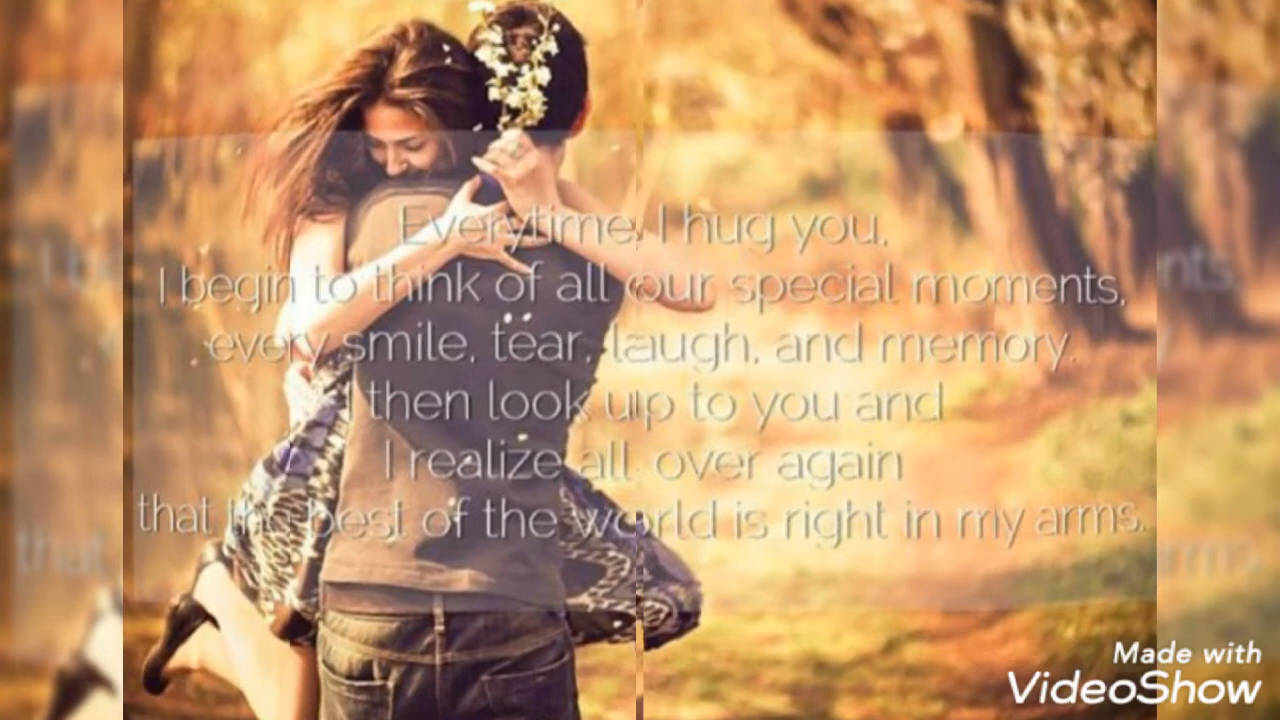 Everytime, I hug you,
I begin to think of all our special moments,
every smile, tear, laugh, and memory.
I then look up to you and
I realize all over again
that the best of the world is right in my arms.
Made with
VideoShow